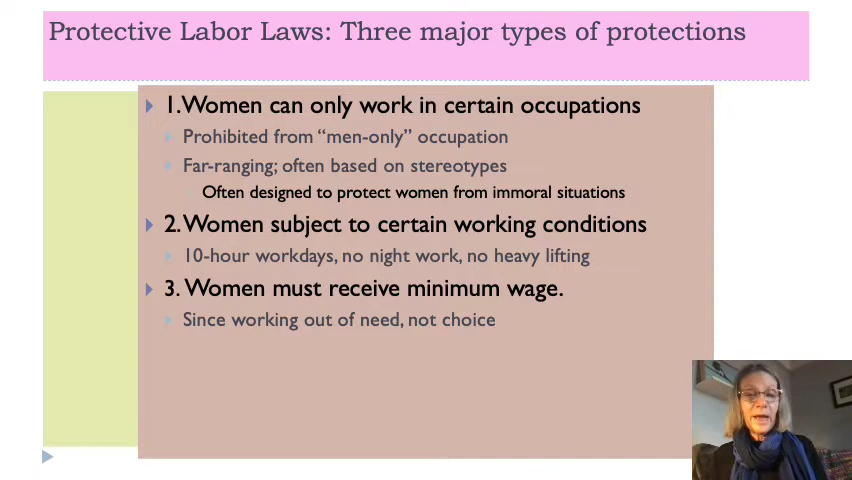 Protective Labor Laws: Three major types of protections
1. Women can only work in certain occupations
Prohibited from “men-only” occupation
Far-ranging; often based on stereotypes
Often designed to protect women from immoral situations
2. Women subject to certain working conditions
10-hour workdays, no night work, no heavy lifting
3. Women must receive minimum wage.
Since working out of need, not choice